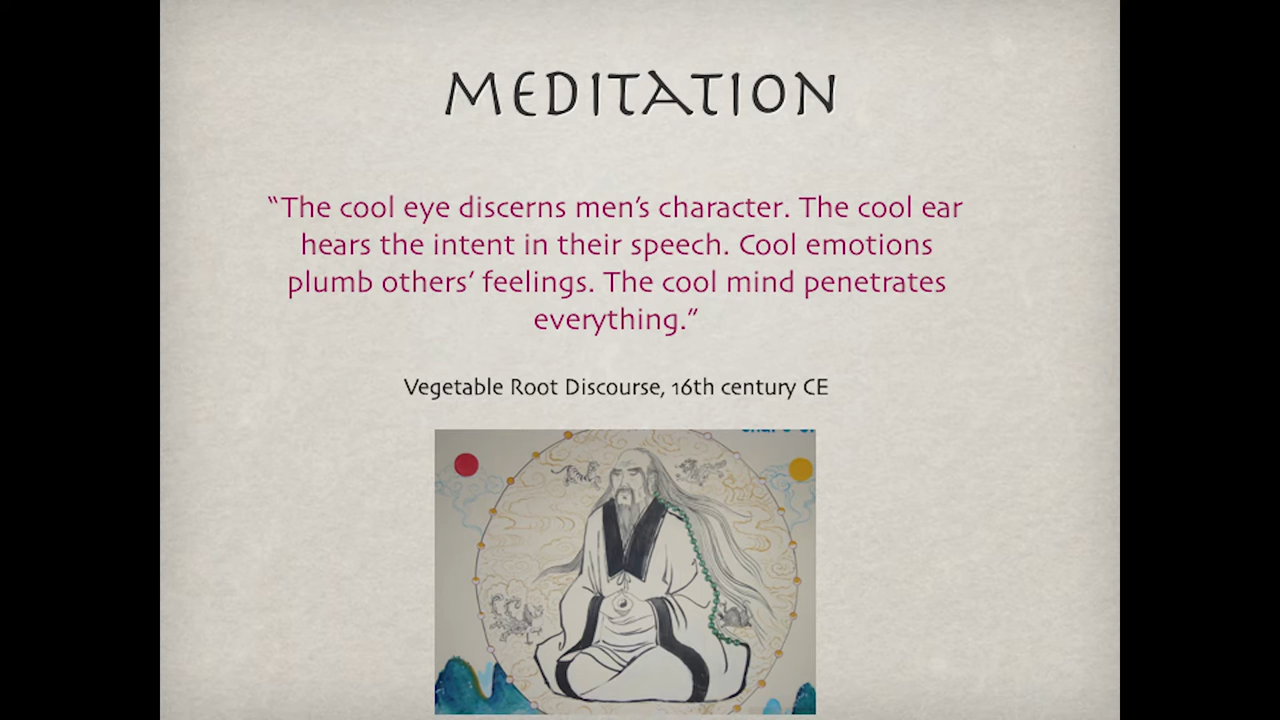 MEDITATION
“The cool eye discerns men’s character. The cool ear
hears the intent in their speech. Cool emotions
plumb others’ feelings. The cool mind penetrates
everything.”
Vegetable Root Discourse, 16th century CE